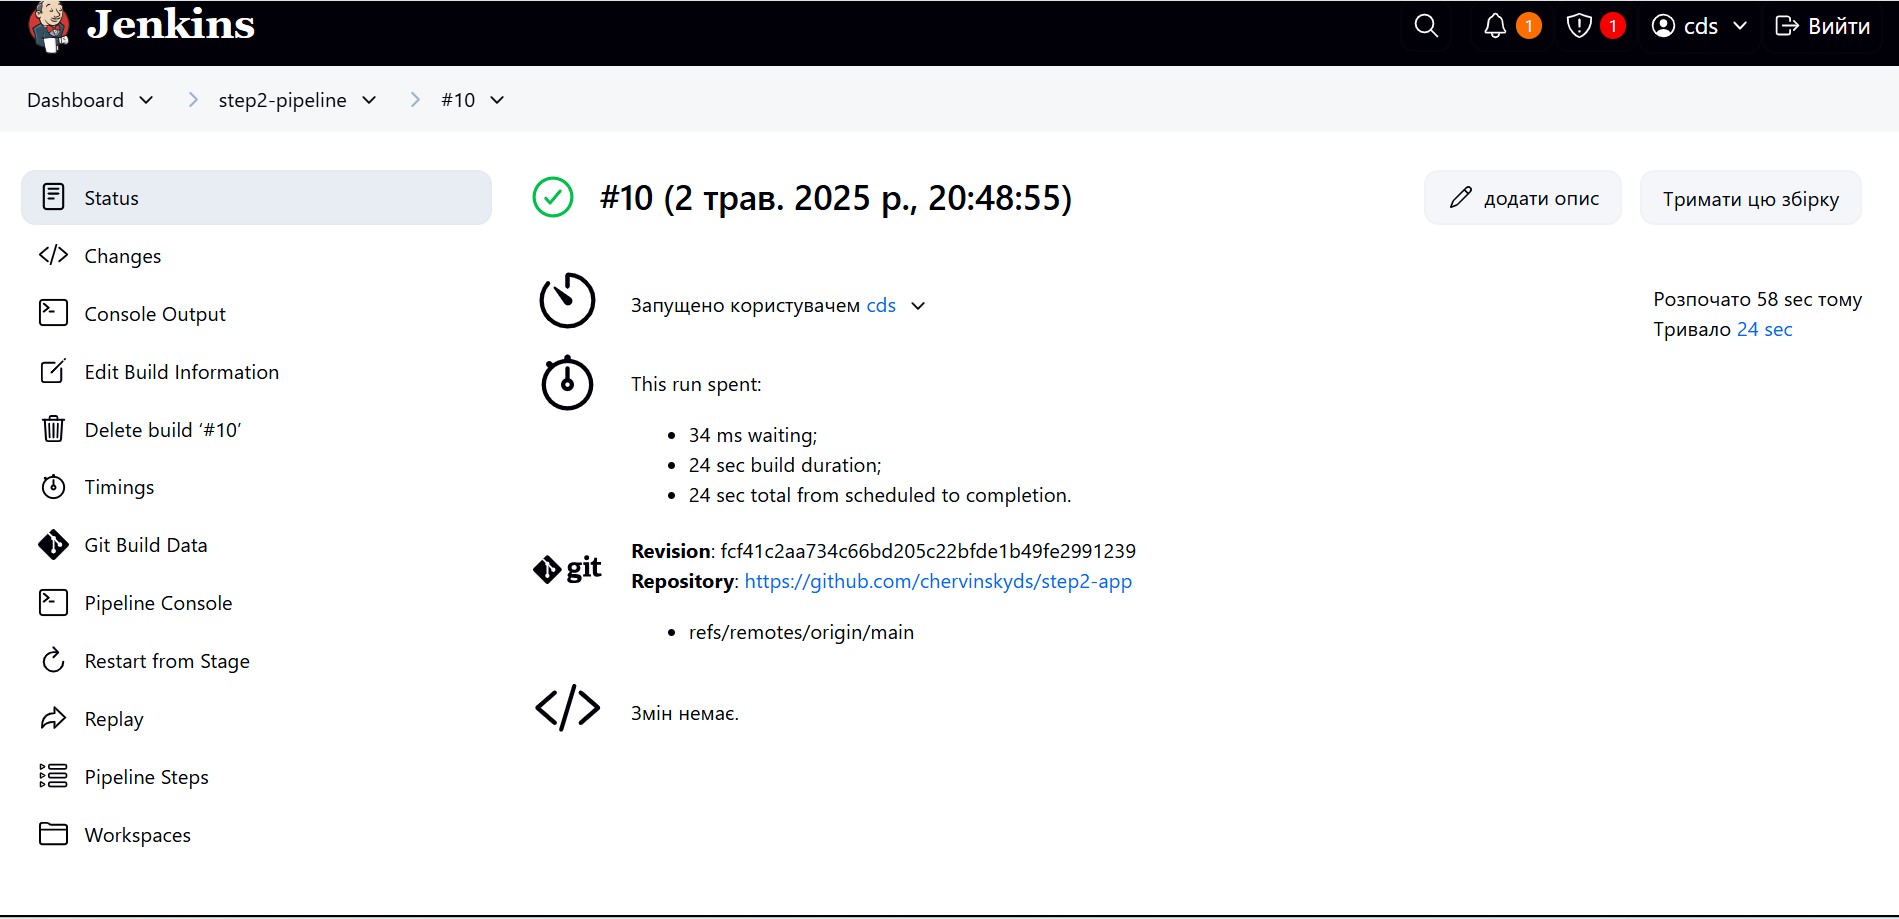 Jenkins
1
1
cds
Вийти
Dashboard
step2-pipeline
#10
Status
Changes
Console Output
Edit Build Information
Delete build ‘#10’
Timings
Git Build Data
Pipeline Console
Restart from Stage
Replay
Pipeline Steps
Workspaces
#10 (2 трав. 2025 р., 20:48:55)
додати опис
Тримати цю збірку
Запущено користувачем cds
Розпочато 58 sec тому
Тривало 24 sec
This run spent:
34 ms waiting;
24 sec build duration;
24 sec total from scheduled to completion.
git
Revision: fcf41c2aa734c66bd205c22bfde1b49fe2991239
Repository: https://github.com/chervinskyds/step2-app
refs/remotes/origin/main
Змін немає.